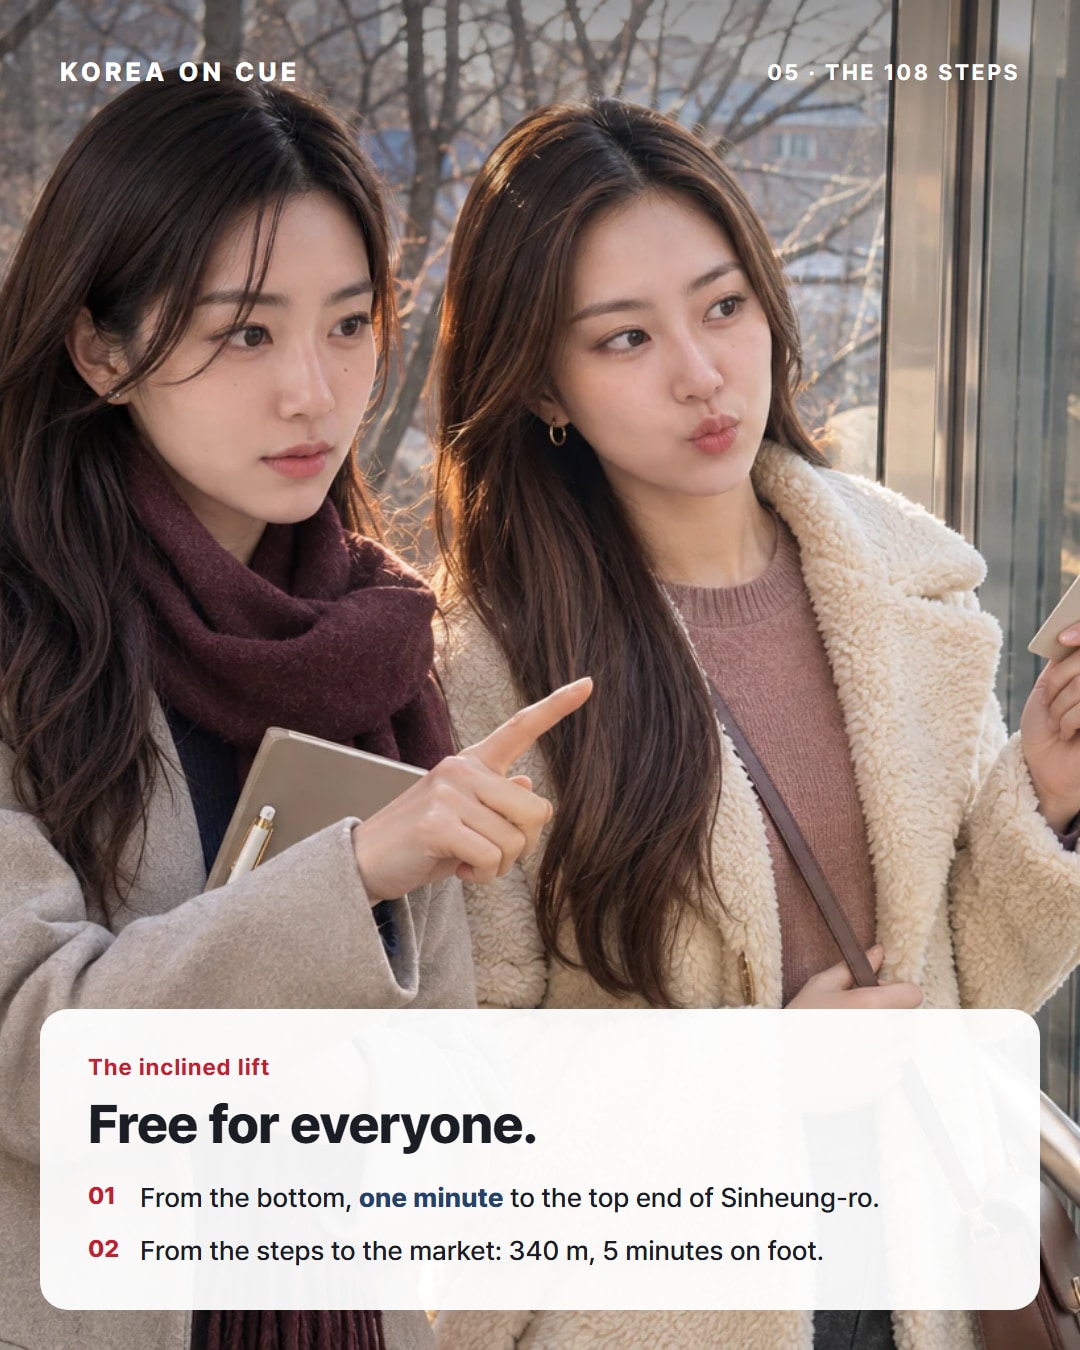 KOREA ON CUE
05 · THE 108 STEPS
The inclined lift
Free for everyone.
01 From the bottom, one minute to the top end of Sinheung-ro.
02 From the steps to the market: 340 m, 5 minutes on foot.